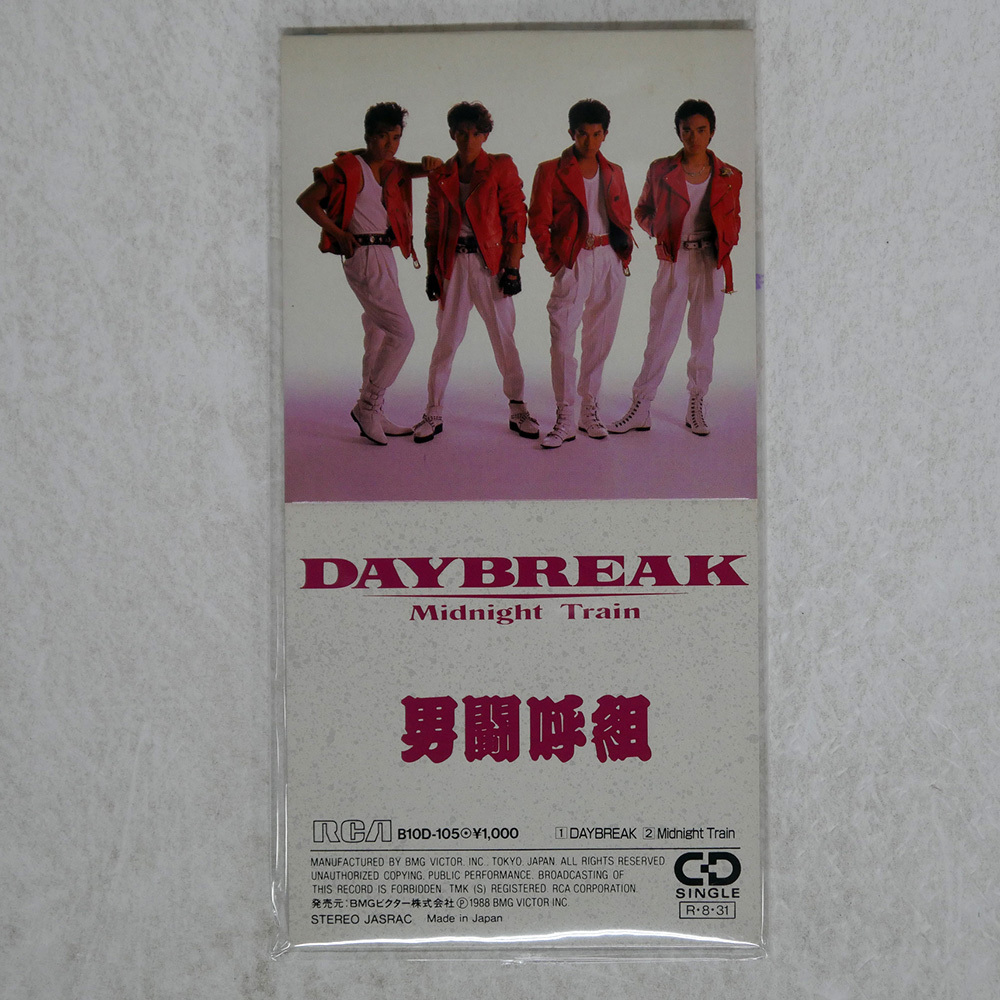 DAYBREAK
Midnight Train
男闘呼組
RCA B10D-105⦿¥1,000 1 DAYBREAK 2 Midnight Train
MANUFACTURED BY BMG VICTOR. INC., TOKYO. JAPAN. ALL RIGHTS RESERVED
UNAUTHORIZED COPYING, PUBLIC PERFORMANCE. BROADCASTING OF
THIS RECORD IS FORBIDDEN. TMK (S) REGISTERED. RCA CORPORATION.
発売元:BMGビクター株式会社 Ⓟ1988 BMG VICTOR INC.
STEREO JASRAC Made in Japan
CD
SINGLE
R・8・31